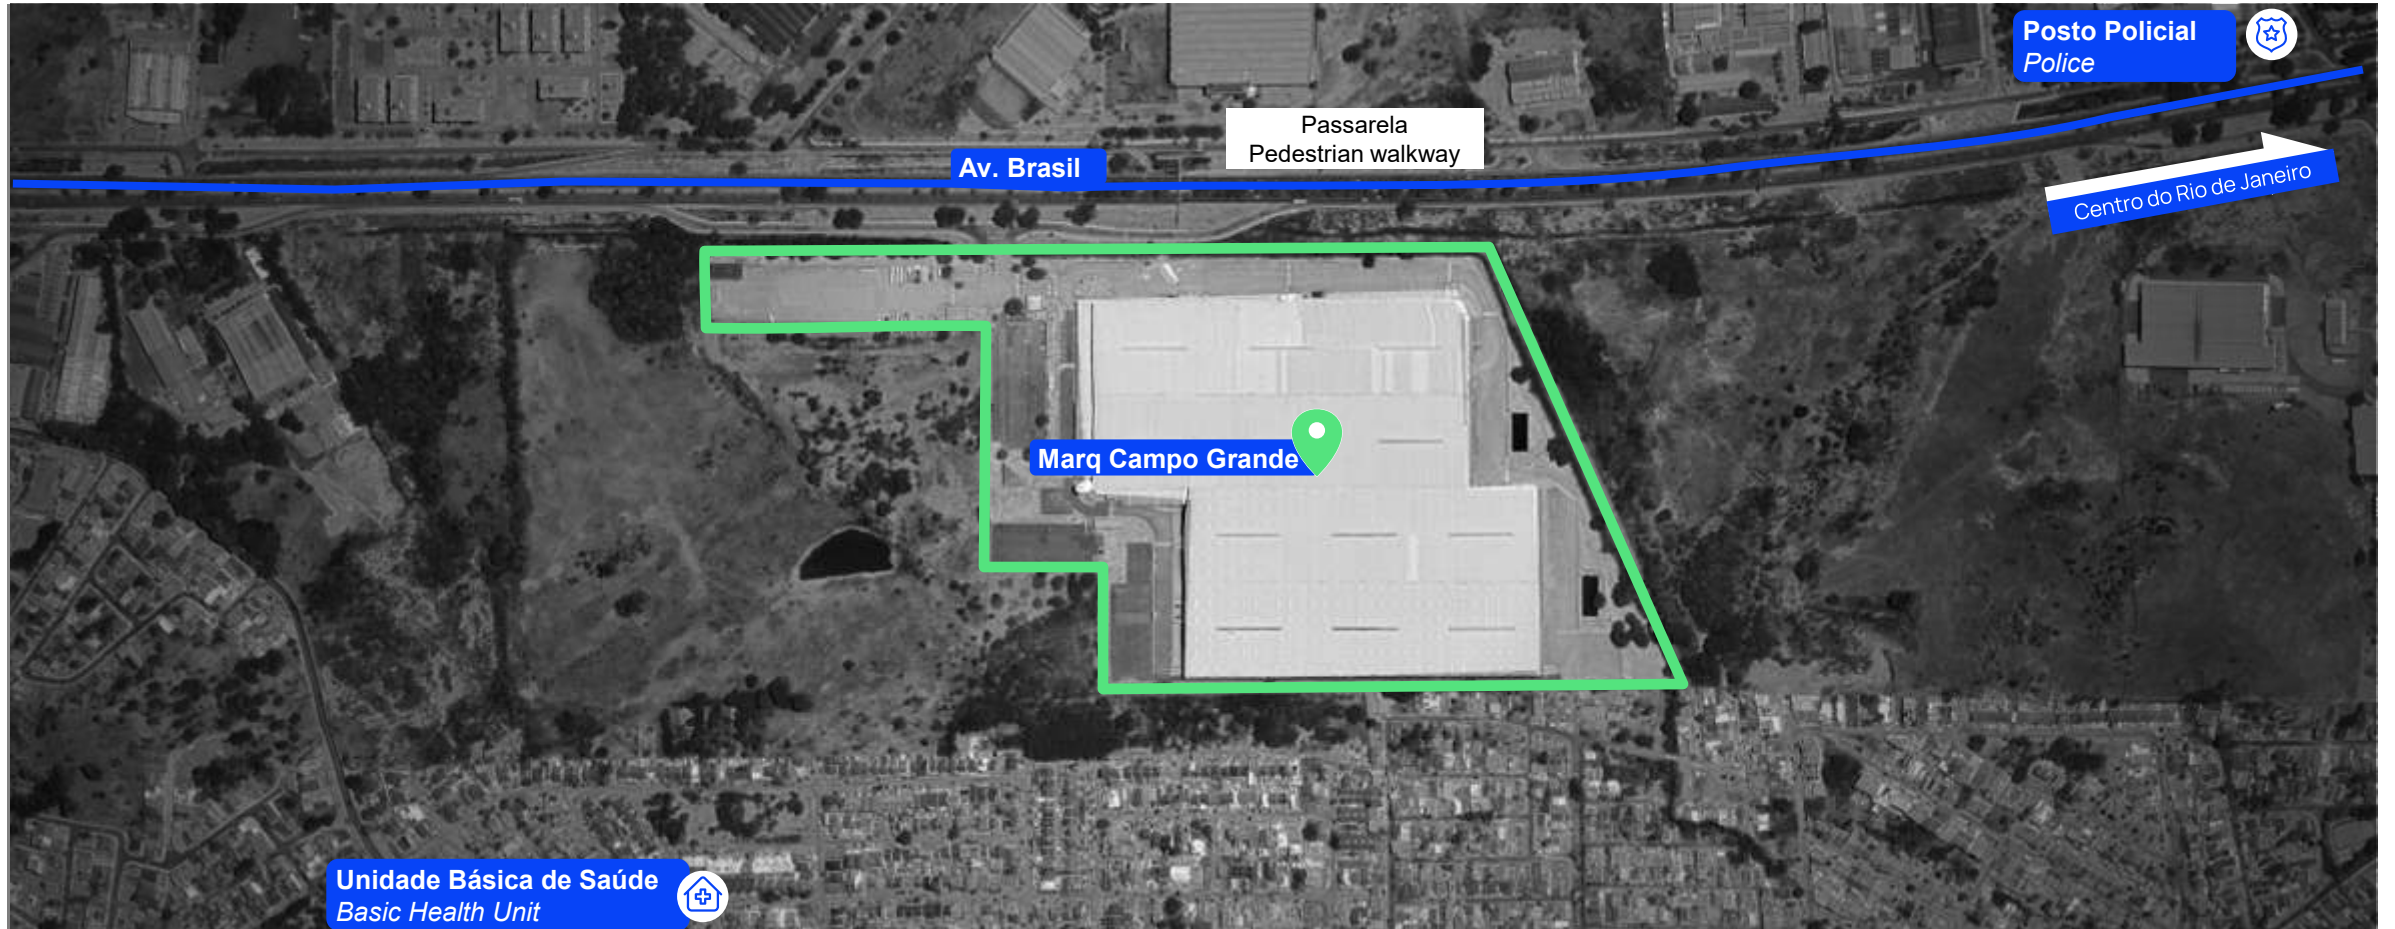 Posto Policial
Police
Passarela
Pedestrian walkway
Av. Brasil
Centro do Rio de Janeiro
Marq Campo Grande
Unidade Básica de Saúde
Basic Health Unit